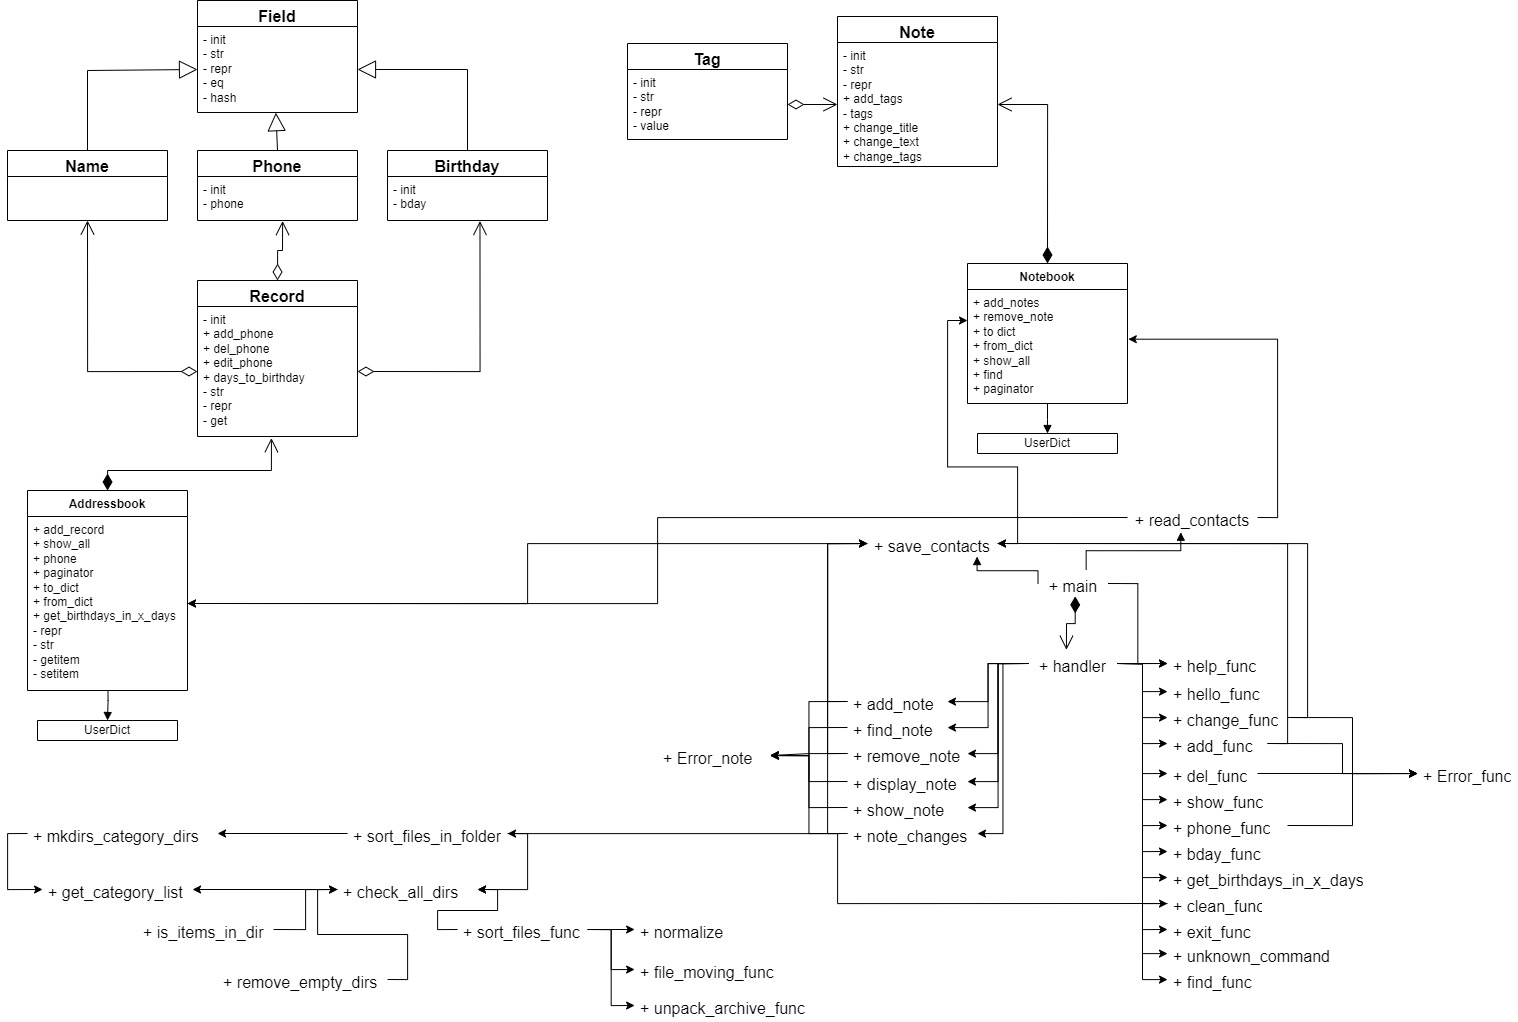 Field
- init
- str
- repr
- eq
- hash
Name
Phone
- init
- phone
Birthday
- init
- bday
Record
- init
+ add_phone
+ del_phone
+ edit_phone
+ days_to_birthday
- str
- repr
- get
Addressbook
+ add_record
+ show_all
+ phone
+ paginator
+ to_dict
+ from_dict
+ get_birthdays_in_x_days
- repr
- str
- getitem
- setitem
UserDict
Tag
- init
- str
- repr
- value
Note
- init
- str
- repr
+ add_tags
- tags
+ change_title
+ change_text
+ change_tags
Notebook
+ add_notes
+ remove_note
+ to dict
+ from_dict
+ show_all
+ find
+ paginator
UserDict
+ read_contacts
+ save_contacts
+ main
+ handler
+ add_note
+ find_note
+ remove_note
+ display_note
+ show_note
+ note_changes
+ Error_note
+ help_func
+ hello_func
+ change_func
+ add_func
+ del_func
+ show_func
+ phone_func
+ bday_func
+ get_birthdays_in_x_days
+ clean_func
+ exit_func
+ unknown_command
+ find_func
+ Error_func
+ mkdirs_category_dirs
+ sort_files_in_folder
+ get_category_list
+ check_all_dirs
+ is_items_in_dir
+ sort_files_func
+ remove_empty_dirs
+ normalize
+ file_moving_func
+ unpack_archive_func